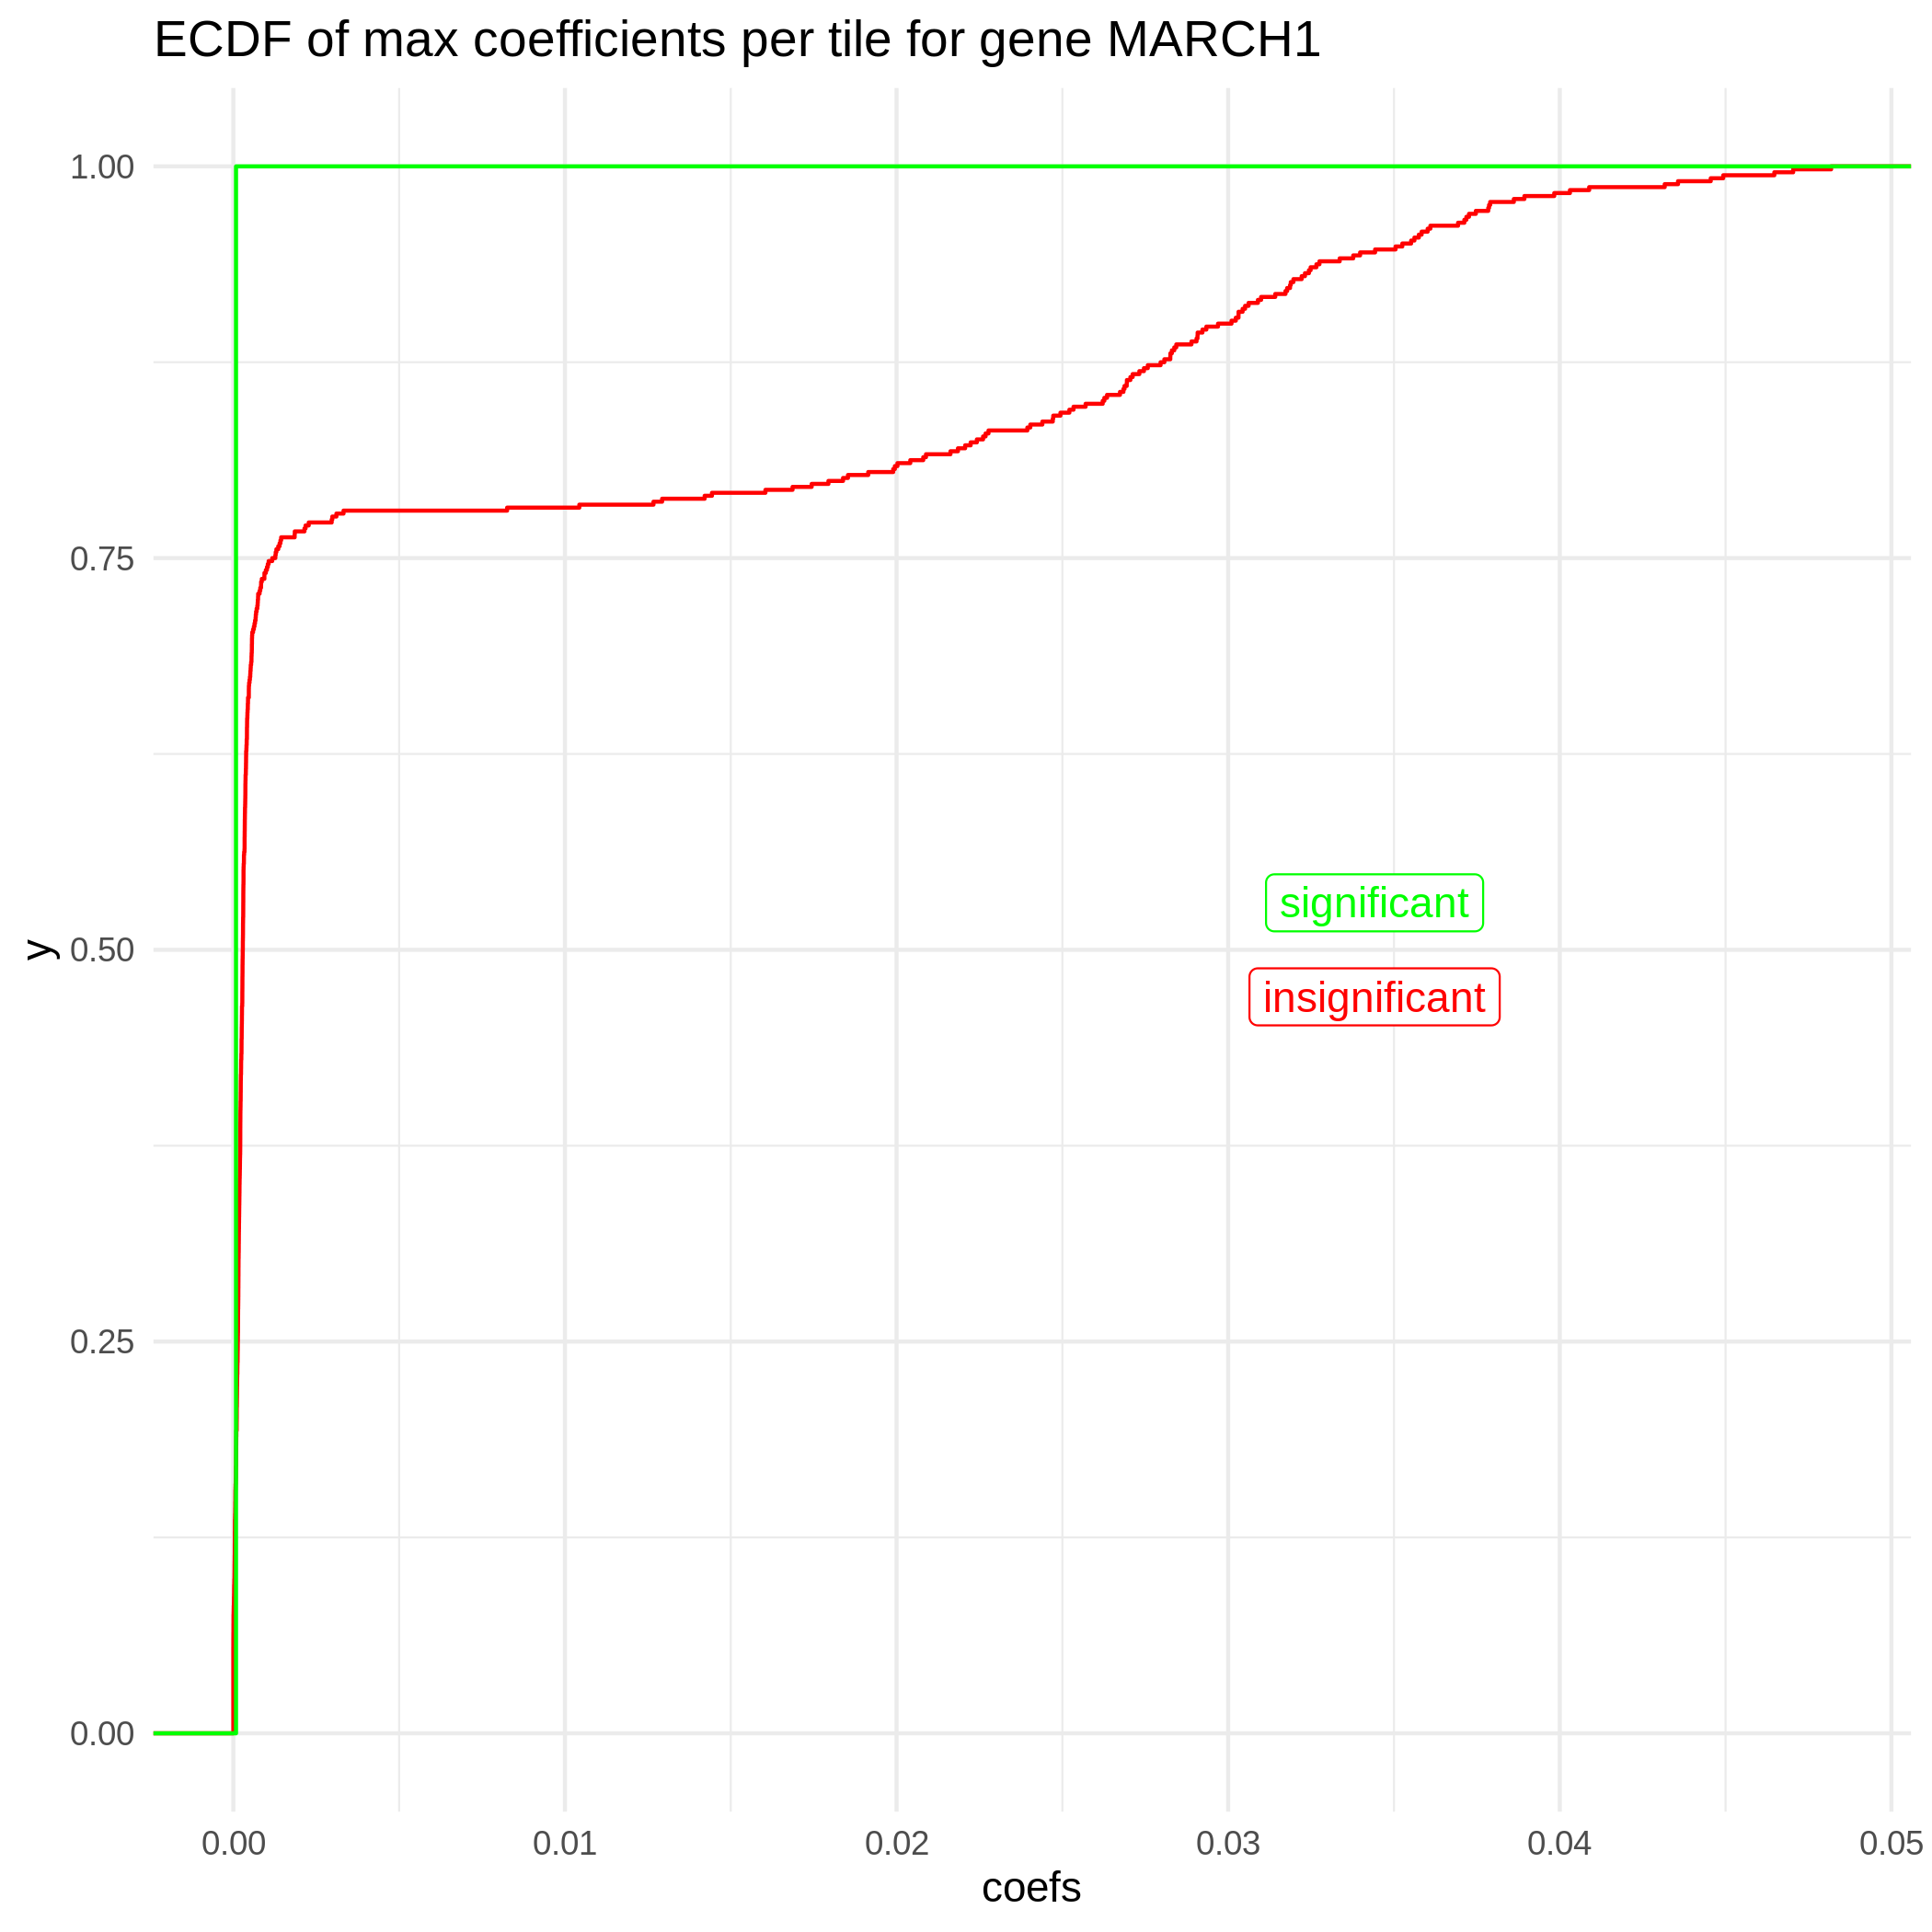 ECDF of max coefficients per tile for gene MARCH1
1.00
0.75
0.50
0.25
0.00
y
significant
insignificant
0.00 0.01 0.02 0.03 0.04 0.05
coefs